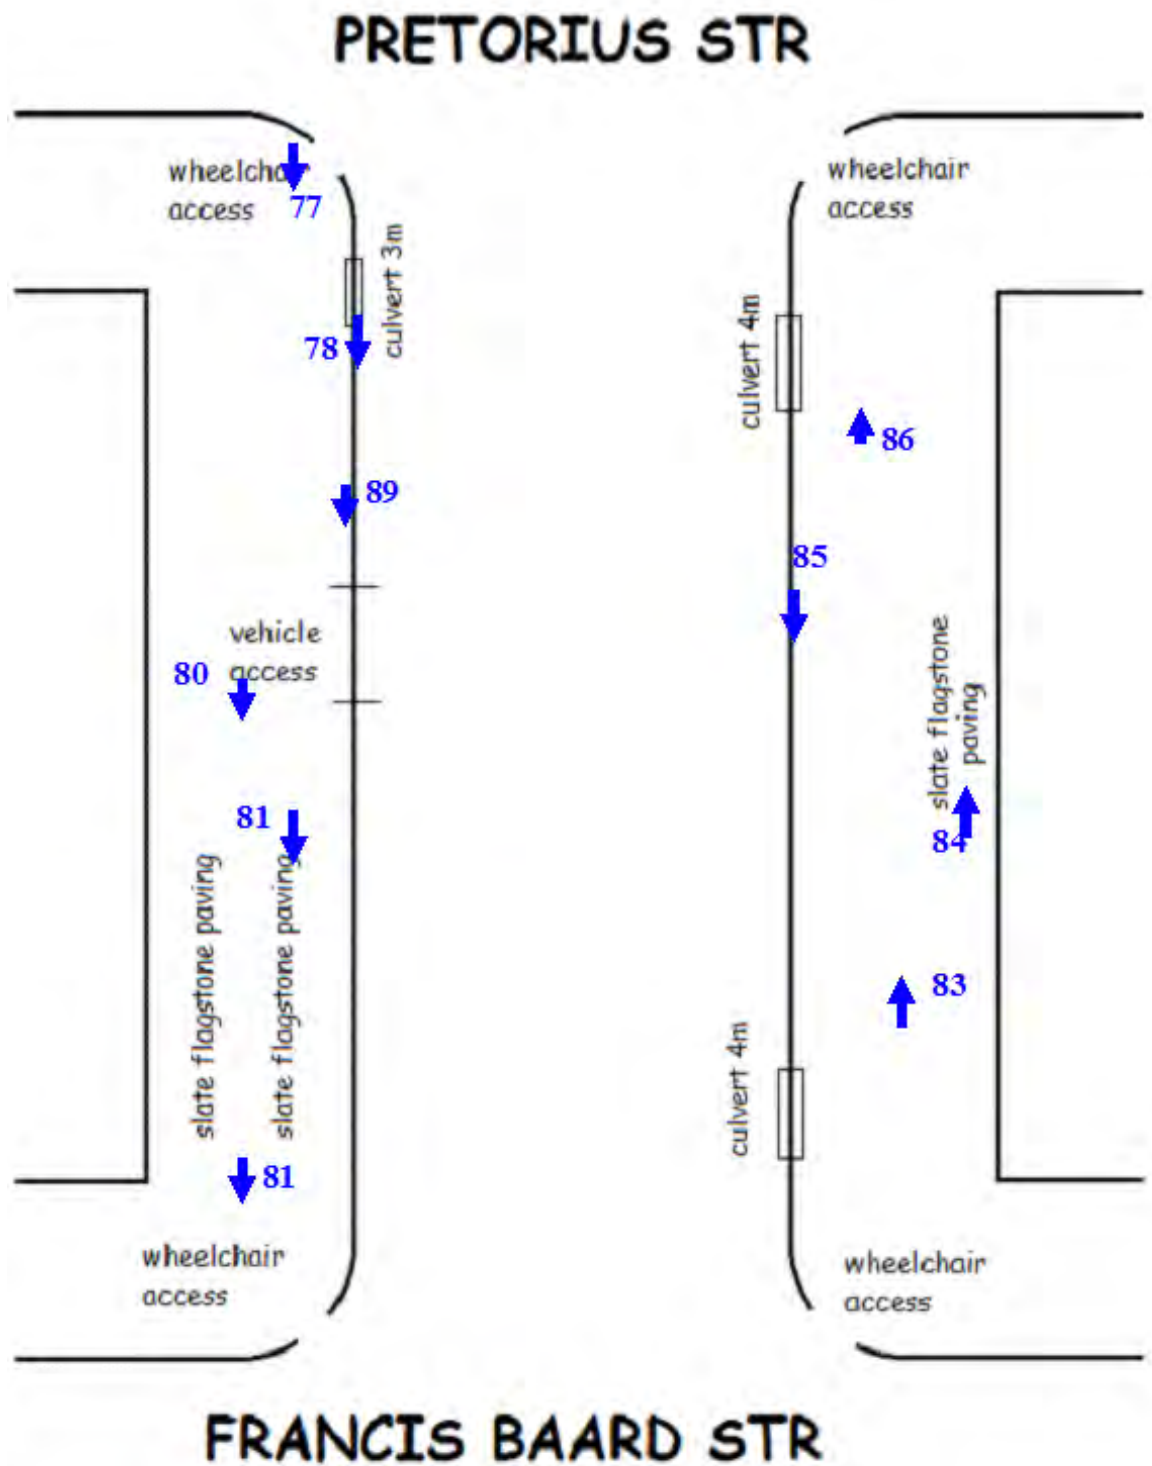 PRETORIUS STR
wheelchair
access
77
wheelchair
access
culvert 3m
78
culvert 4m
86
89
85
vehicle
access
80
slate flagstone
paving
81
84
slate flagstone paving
slate flagstone paving
83
culvert 4m
81
wheelchair
access
wheelchair
access
FRANCIS BAARD STR